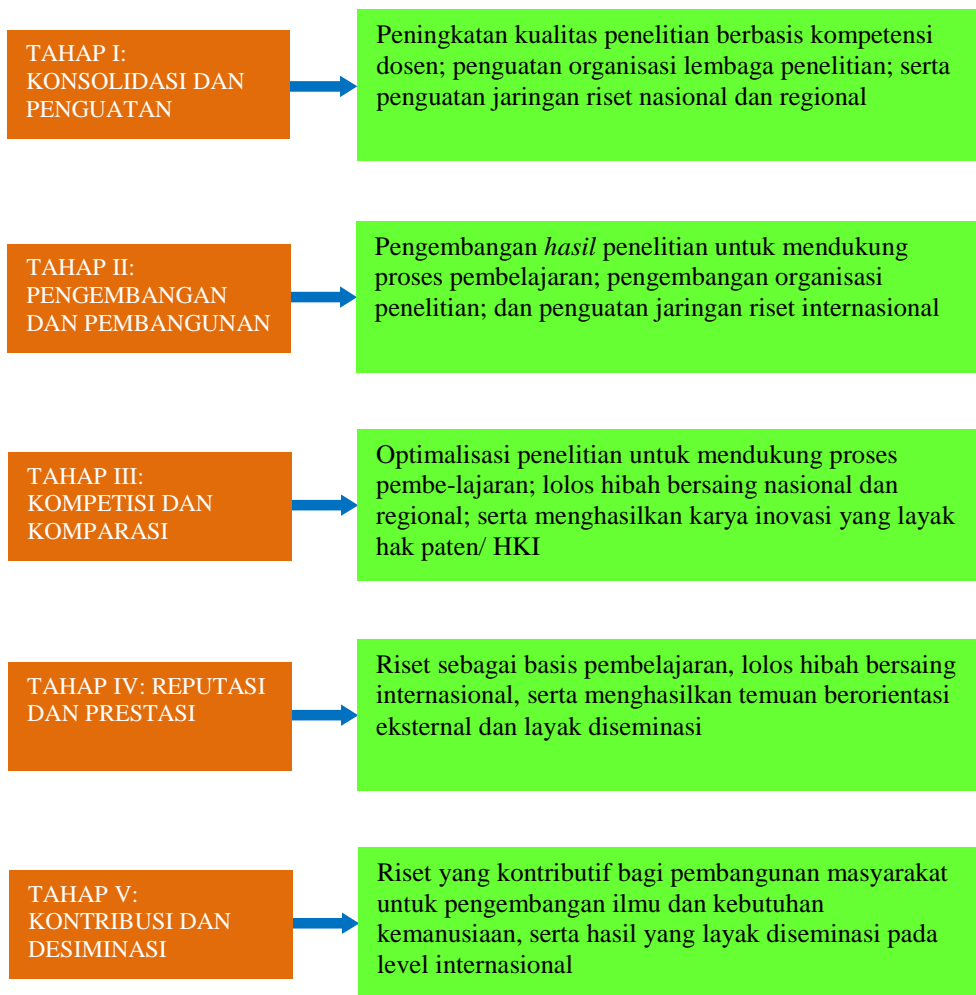 TAHAP I:
KONSOLIDASI DAN
PENGUATAN
Peningkatan kualitas penelitian berbasis kompetensi
dosen; penguatan organisasi lembaga penelitian; serta
penguatan jaringan riset nasional dan regional
TAHAP II:
PENGEMBANGAN
DAN PEMBANGUNAN
Pengembangan hasil penelitian untuk mendukung
proses pembelajaran; pengembangan organisasi
penelitian; dan penguatan jaringan riset internasional
TAHAP III:
KOMPETISI DAN
KOMPARASI
Optimalisasi penelitian untuk mendukung proses
pembe-lajaran; lolos hibah bersaing nasional dan
regional; serta menghasilkan karya inovasi yang layak
hak paten/ HKI
TAHAP IV: REPUTASI
DAN PRESTASI
Riset sebagai basis pembelajaran, lolos hibah bersaing
internasional, serta menghasilkan temuan berorientasi
eksternal dan layak diseminasi
TAHAP V:
KONTRIBUSI DAN
DESIMINASI
Riset yang kontributif bagi pembangunan masyarakat
untuk pengembangan ilmu dan kebutuhan
kemanusiaan, serta hasil yang layak diseminasi pada
level internasional